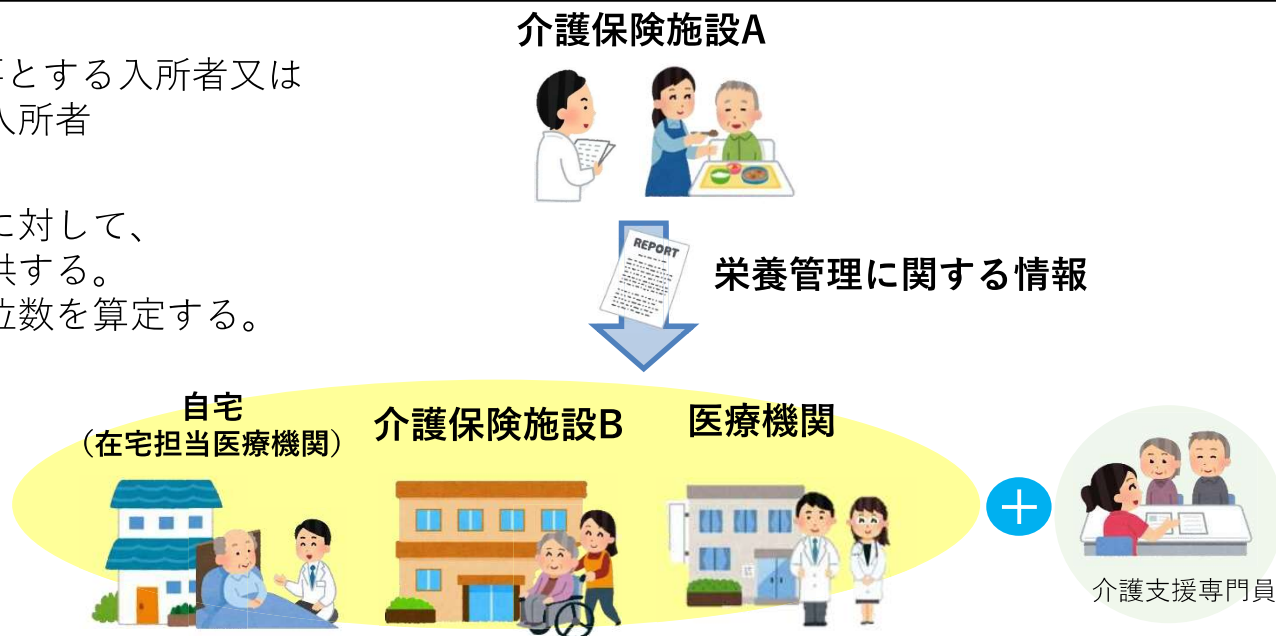 介護保険施設A
要とする入所者又は
入所者
に対して、
供する。
位数を算定する。
REPORT
栄養管理に関する情報
自宅
（在宅担当医療機関）
介護保険施設B
医療機関
介護支援専門員